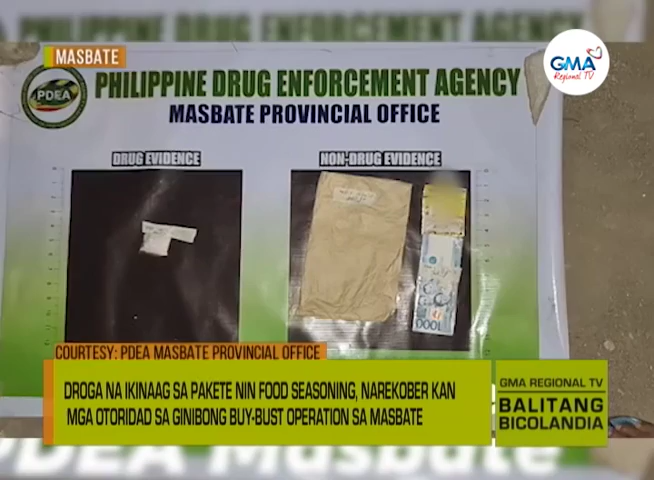 MASBATE
GMA
Regional TV
PDEA
PHILIPPINE DRUG ENFORCEMENT AGENCY
MASBATE PROVINCIAL OFFICE
DRUG EVIDENCE
NON-DRUG EVIDENCE
1000
COURTESY: PDEA MASBATE PROVINCIAL OFFICE
DROGA NA IKINAAG SA PAKETE NIN FOOD SEASONING, NAREKOBER KAN
MGA OTORIDAD SA GINIBONG BUY-BUST OPERATION SA MASBATE
GMA REGIONAL TV
BALITANG
BICOLANDIA
PDEA Masbate